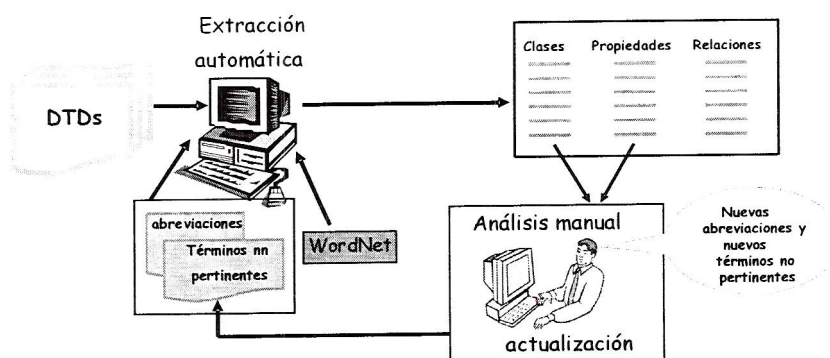 Extracción
automática
DTDs
Clases Propiedades Relaciones
abreviaciones
Términos nn
pertinentes
WordNet
Análisis manual
actualización
Nuevas
abreviaciones y
nuevos
términos no
pertinentes